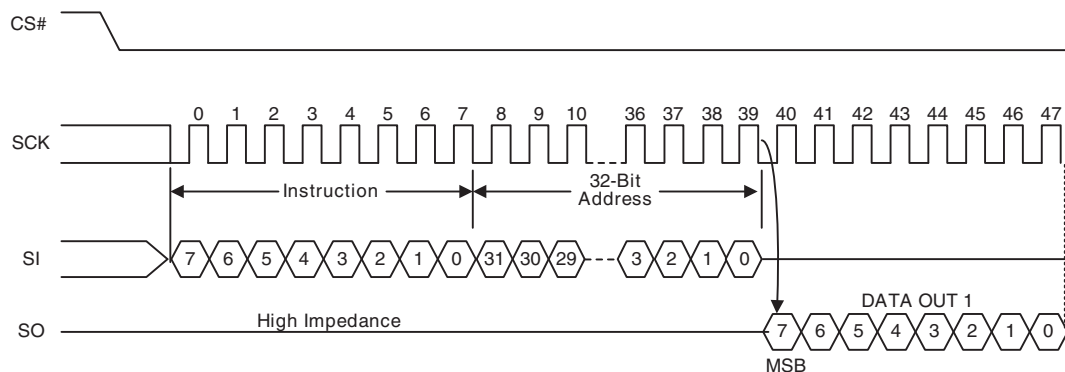 CS#
0 1 2 3 4 5 6 7 8 9 10 36 37 38 39 40 41 42 43 44 45 46 47
SCK
Instruction
32-Bit
Address
SI
7 6 5 4 3 2 1 0 31 30 29 3 2 1 0
DATA OUT 1
High Impedance
SO
7 6 5 4 3 2 1 0
MSB